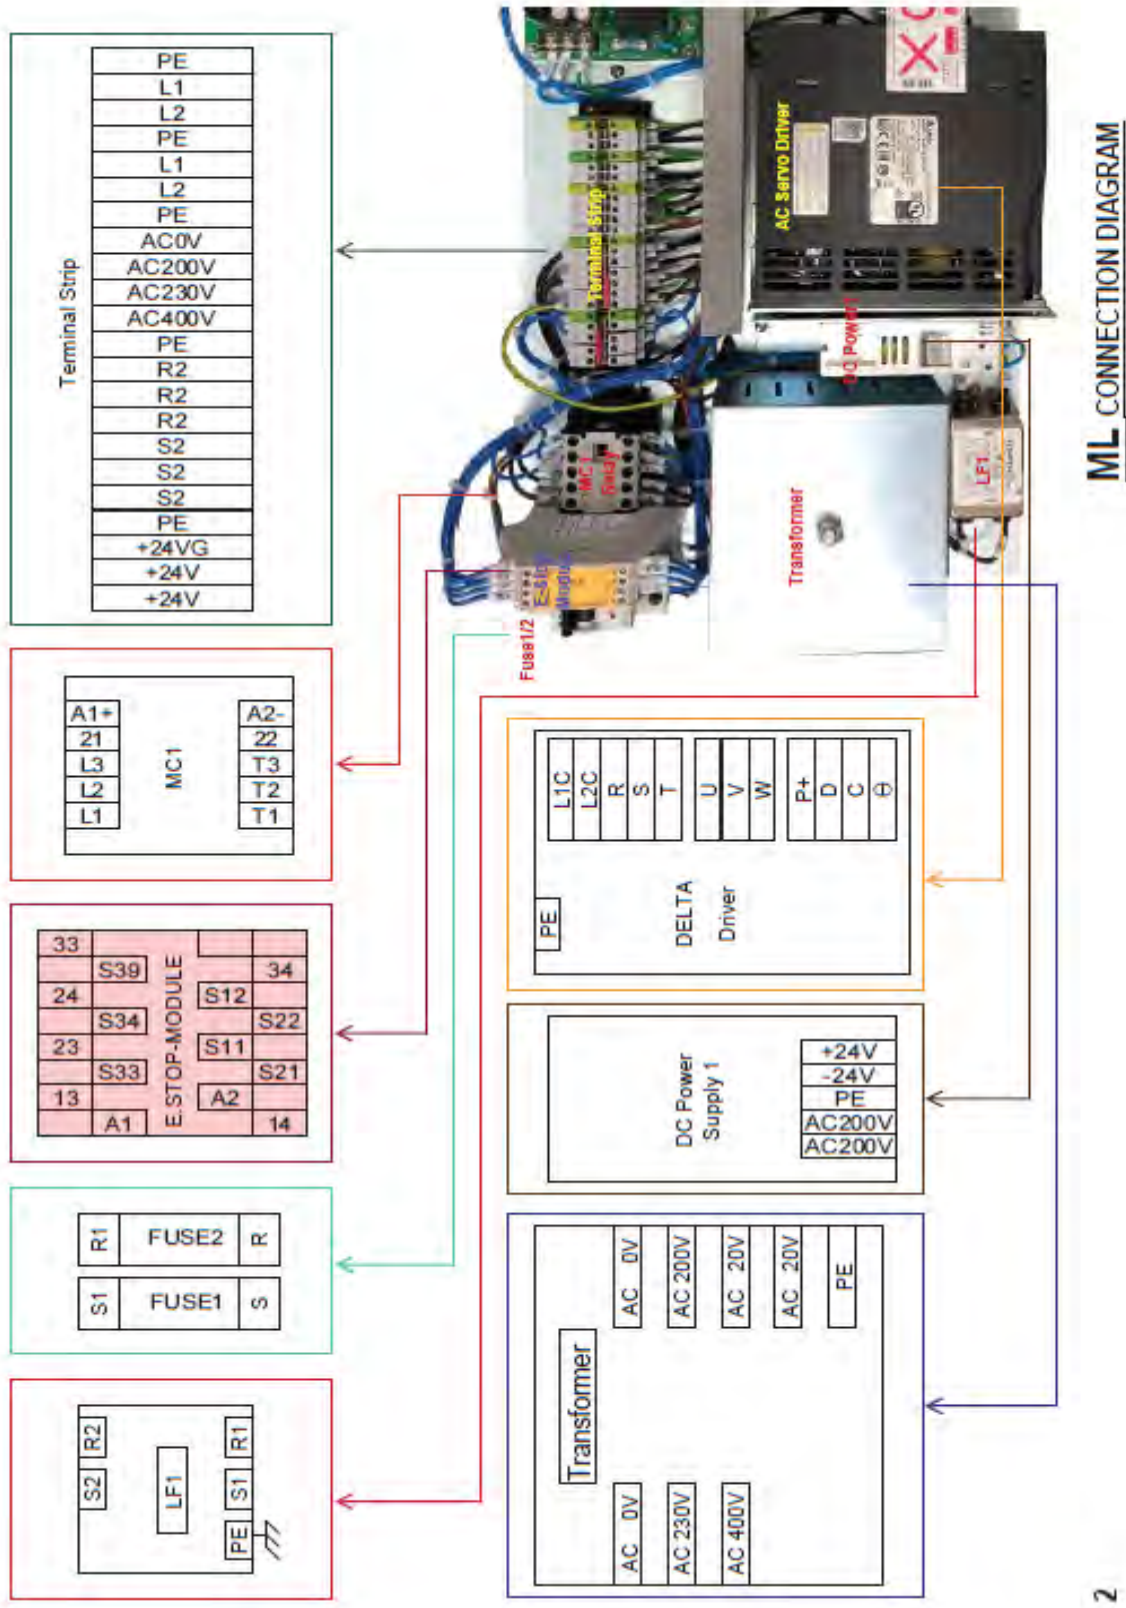 Terminal Strip
PE
L1
L2
PE
L1
L2
PE
AC0V
AC200V
AC230V
AC400V
PE
R2
R2
R2
S2
S2
S2
PE
+24VG
+24V
+24V
A1+
21
L3
L2
L1
MC1
A2-
22
T3
T2
T1
33
24
23
13
S39
S34
S33
A1
E.STOP-MODULE
S12
S11
A2
34
S22
S21
14
R1
FUSE2
R
S1
FUSE1
S
S2
R2
LF1
PE
S1
R1
Terminal Strip
AC Servo Driver
MC1
Relay
E-Stop
Module
Fuse1/2
Transformer
DC Power1
LF1
PE
DELTA
Driver
L1C
L2C
R
S
T
U
V
W
P+
D
C
⊖
DC Power
Supply 1
+24V
-24V
PE
AC200V
AC200V
Transformer
AC 0V
AC 230V
AC 400V
AC 0V
AC 200V
AC 20V
AC 20V
PE
ML CONNECTION DIAGRAM
2